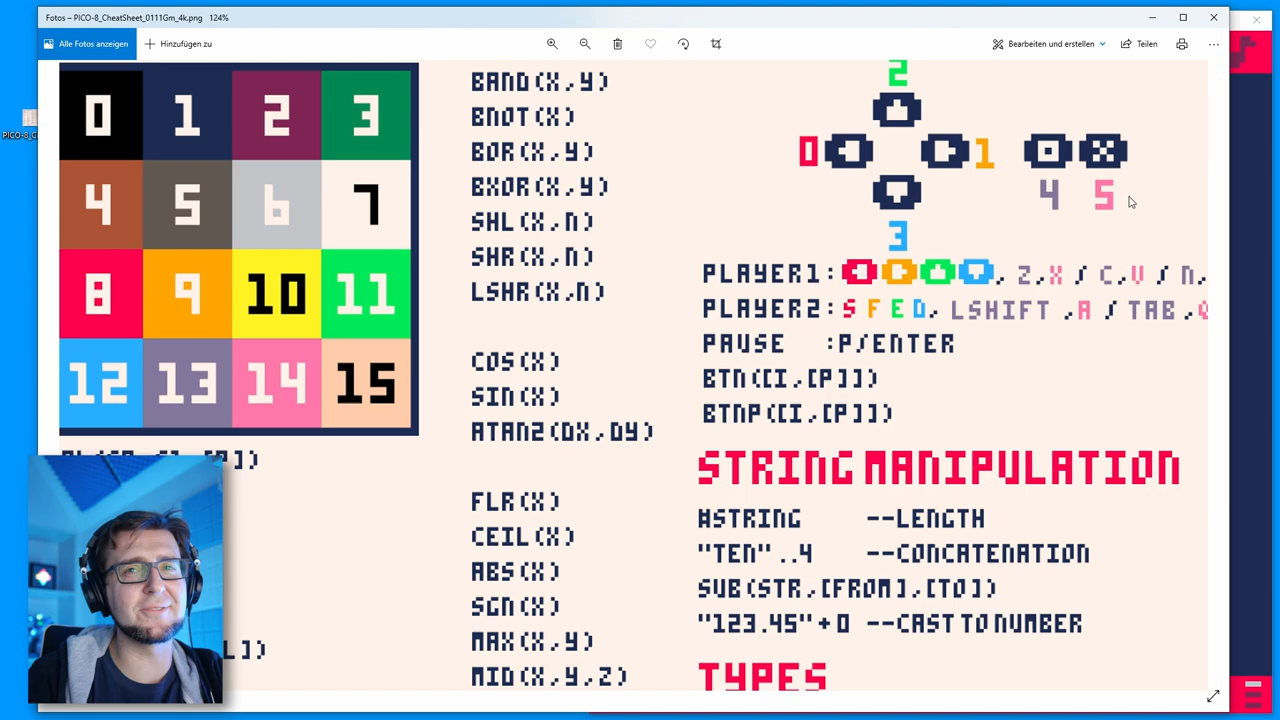 Fotos – PICO-8_CheatSheet_0111Gm_4k.png 124%
Alle Fotos anzeigen
Hinzufügen zu
Bearbeiten und erstellen
Teilen
0 1 2 3
4 5 6 7
8 9 10 11
12 13 14 15
BAND(X,Y)
BNOT(X)
BOR(X,Y)
BXOR(X,Y)
SHL(X,N)
SHR(X,N)
LSHR(X,N)
COS(X)
SIN(X)
ATAN2(DX,DY)
FLR(X)
CEIL(X)
ABS(X)
SGN(X)
MAX(X,Y)
MID(X,Y,Z)
2
0 1
4 5
3
PLAYER1: , Z,X / C,V / N,
PLAYER2:S F E D, LSHIFT ,A / TAB ,Q
PAUSE :P/ENTER
BTN([I,[P]])
BTNP([I,[P]])
STRING MANIPULATION
#STRING --LENGTH
"TEN"..4 --CONCATENATION
SUB(STR,[FROM],[TO])
"123.45"+0 --CAST TO NUMBER
TYPES